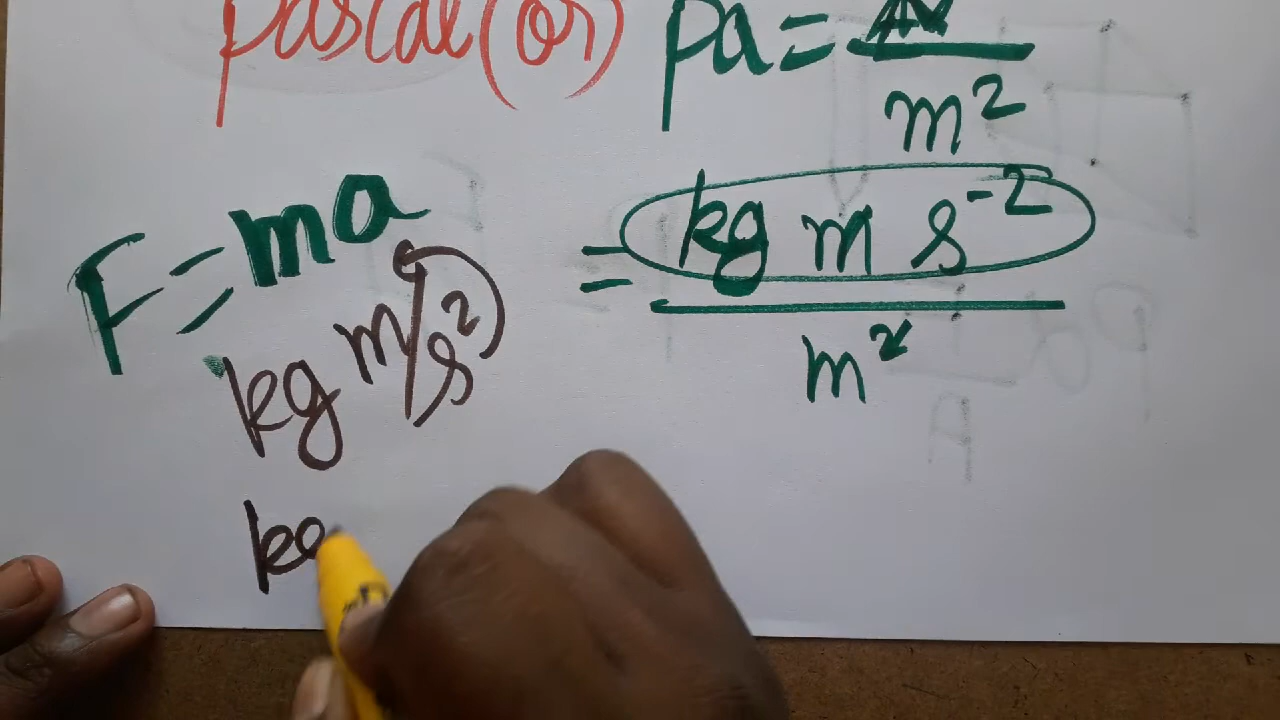 Pascal (or) Pa = N
m²
F = ma
= kg m s⁻²
m²
kg m/s²
kg